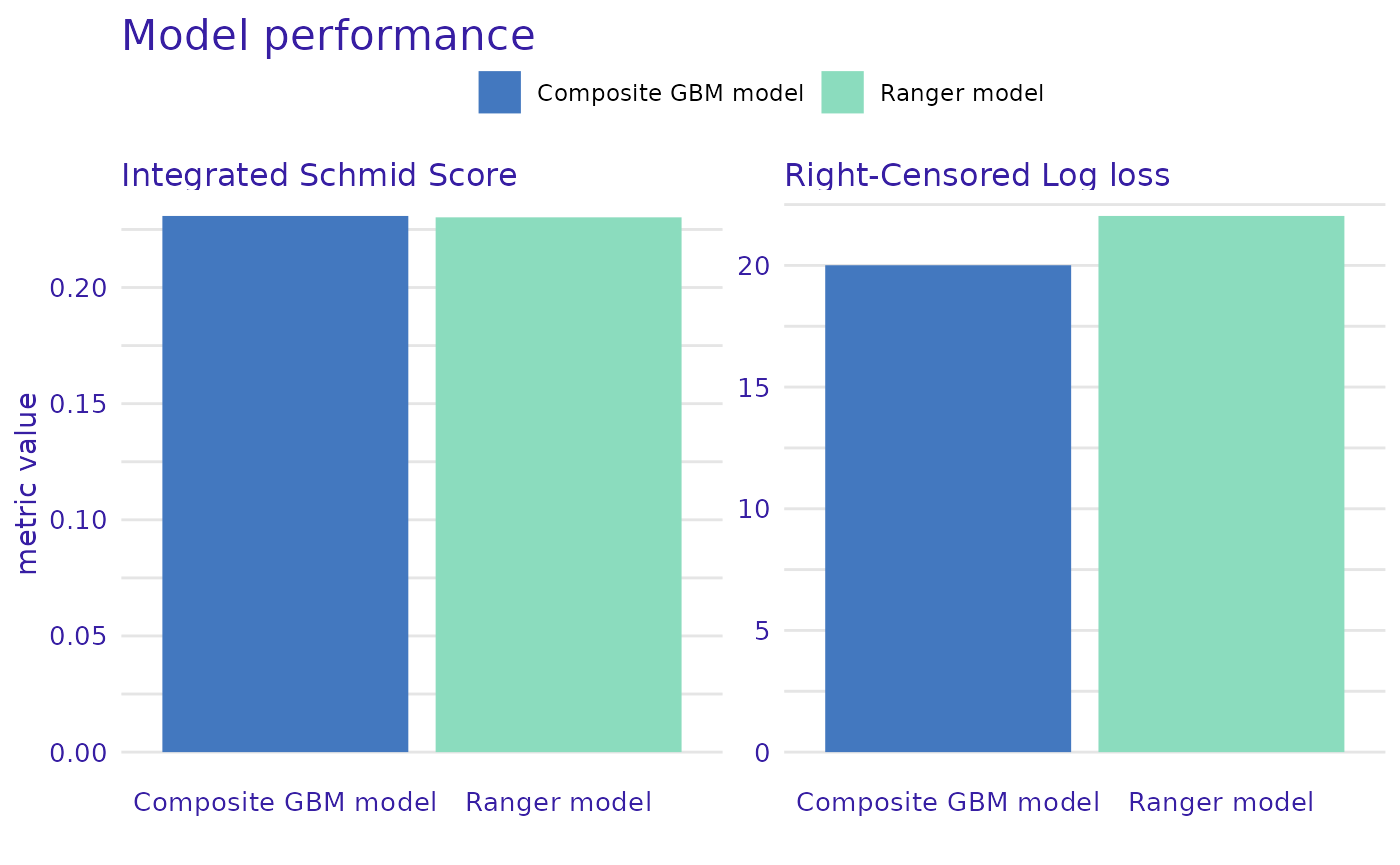 Model performance
Composite GBM model
Ranger model
Integrated Schmid Score
Right-Censored Log loss
metric value
0.20
0.15
0.10
0.05
0.00
20
15
10
5
0
Composite GBM model
Ranger model
Composite GBM model
Ranger model